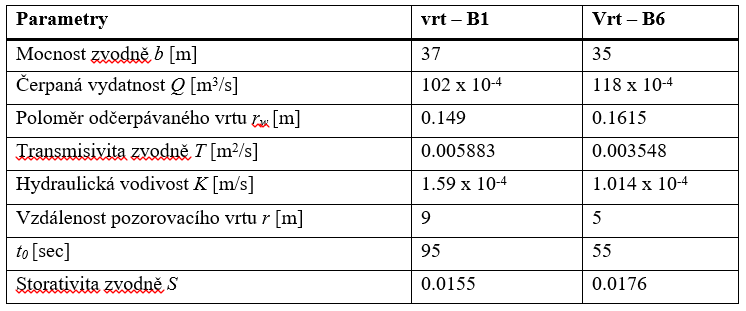 Parametry vrt – B1 Vrt – B6
Mocnost zvodně b [m] 37 35
Čerpaná vydatnost Q [m³/s] 102 x 10⁻⁴ 118 x 10⁻⁴
Poloměr odčerpávaného vrtu rw [m] 0.149 0.1615
Transmisivita zvodně T [m²/s] 0.005883 0.003548
Hydraulická vodivost K [m/s] 1.59 x 10⁻⁴ 1.014 x 10⁻⁴
Vzdálenost pozorovacího vrtu r [m] 9 5
t₀ [sec] 95 55
Storativita zvodně S 0.0155 0.0176